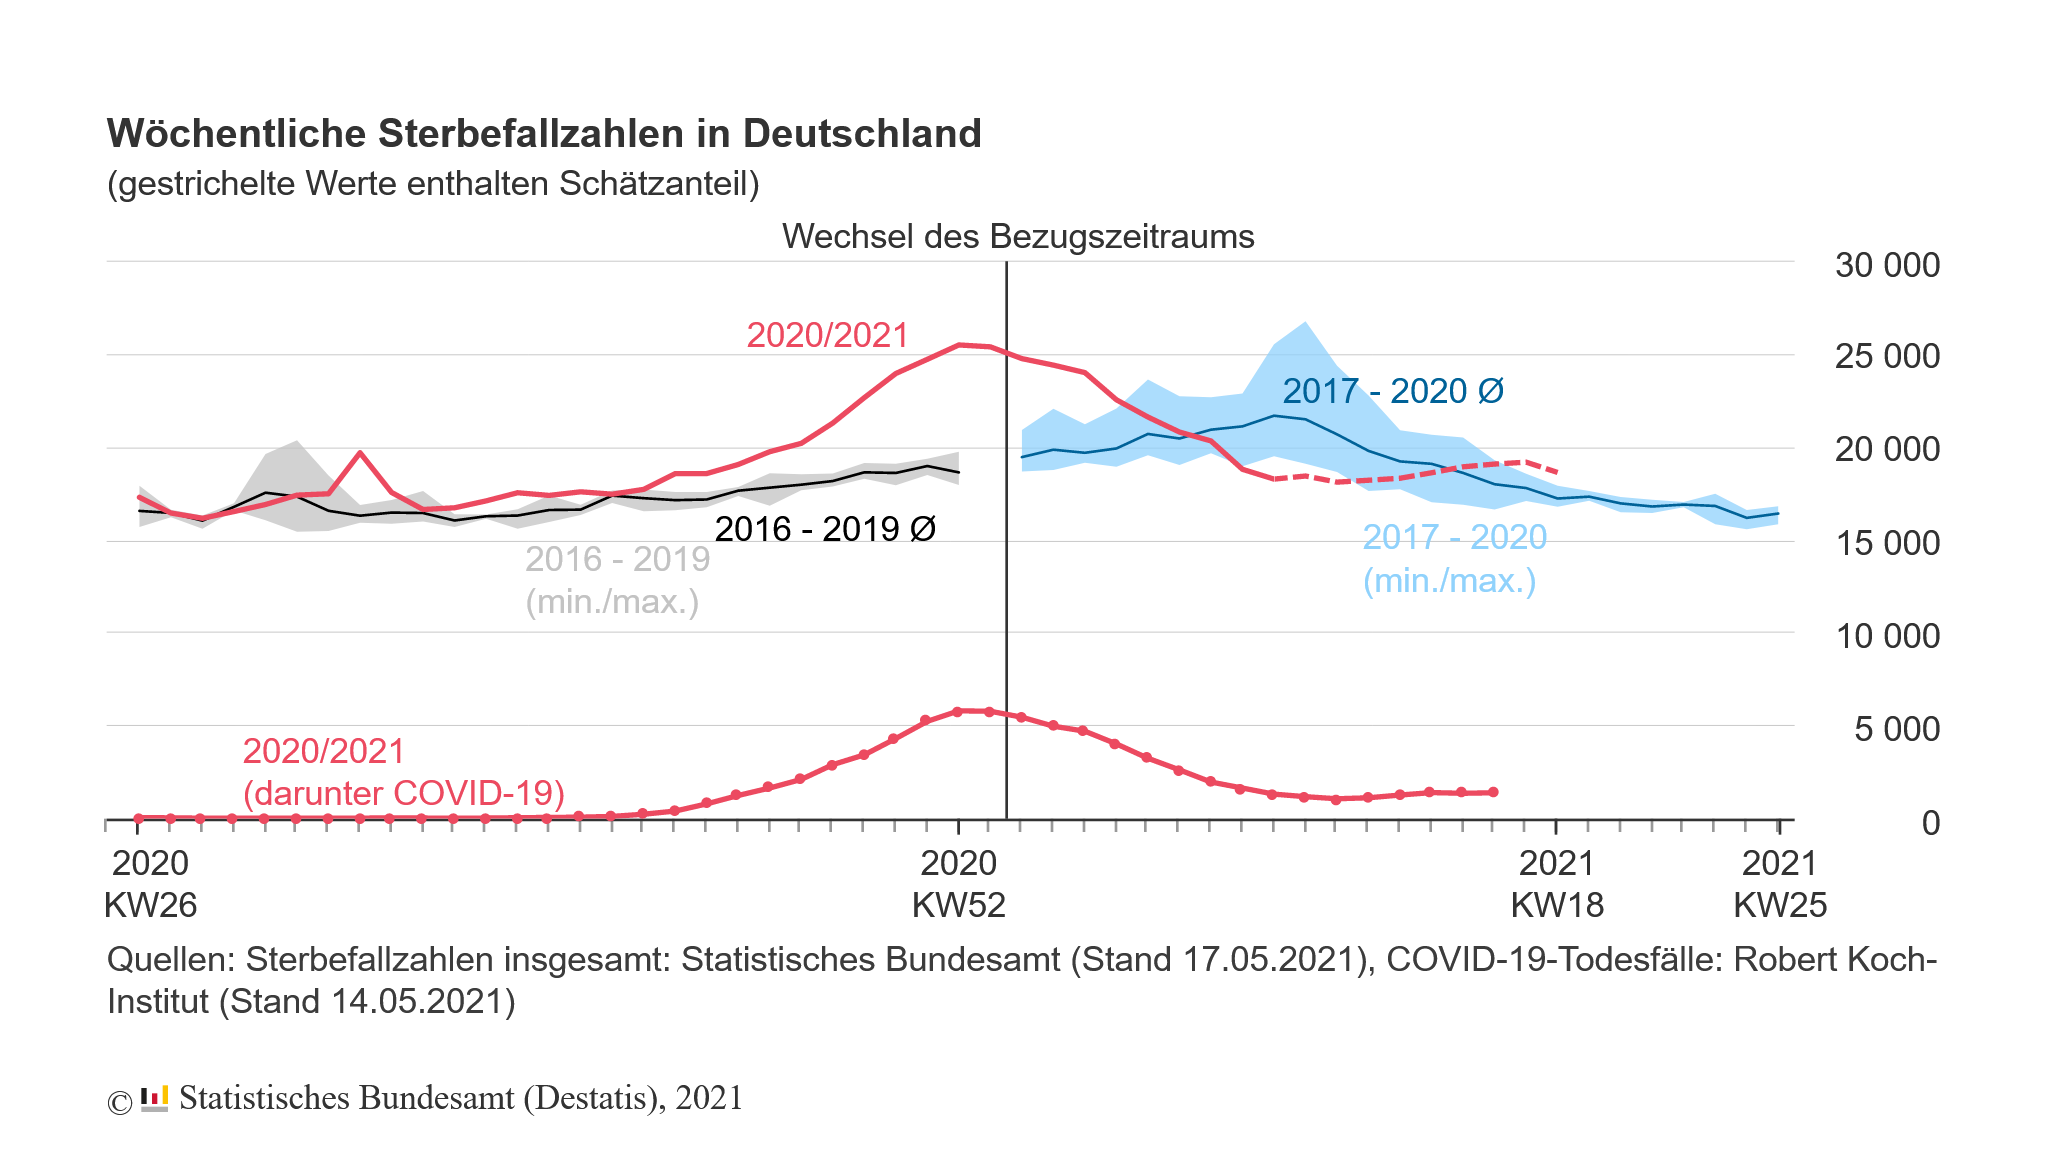 Wöchentliche Sterbefallzahlen in Deutschland
(gestrichelte Werte enthalten Schätzanteil)
Wechsel des Bezugszeitraums
30 000
2020/2021
25 000
2017 - 2020 Ø
20 000
2016 - 2019 Ø
2017 - 2020
(min./max.)
15 000
2016 - 2019
(min./max.)
10 000
5 000
2020/2021
(darunter COVID-19)
0
2020
KW26
2020
KW52
2021
KW18
2021
KW25
Quellen: Sterbefallzahlen insgesamt: Statistisches Bundesamt (Stand 17.05.2021), COVID-19-Todesfälle: Robert Koch-
Institut (Stand 14.05.2021)
© Statistisches Bundesamt (Destatis), 2021